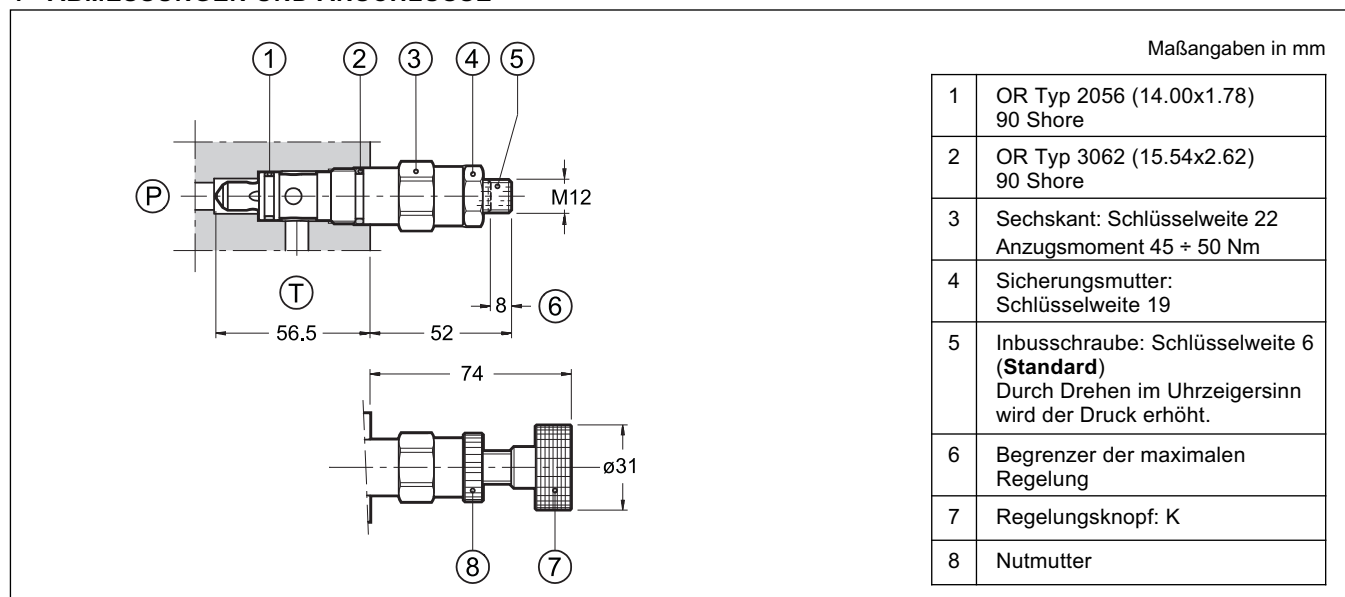 Maßangaben in mm
1 2 3 4 5
P
M12
T
8 6
56.5 52
74
ø31
8 7
1 OR Typ 2056 (14.00x1.78)
90 Shore
2 OR Typ 3062 (15.54x2.62)
90 Shore
3 Sechskant: Schlüsselweite 22
Anzugsmoment 45 ÷ 50 Nm
4 Sicherungsmutter:
Schlüsselweite 19
5 Inbusschraube: Schlüsselweite 6
(Standard)
Durch Drehen im Uhrzeigersinn
wird der Druck erhöht.
6 Begrenzer der maximalen
Regelung
7 Regelungsknopf: K
8 Nutmutter